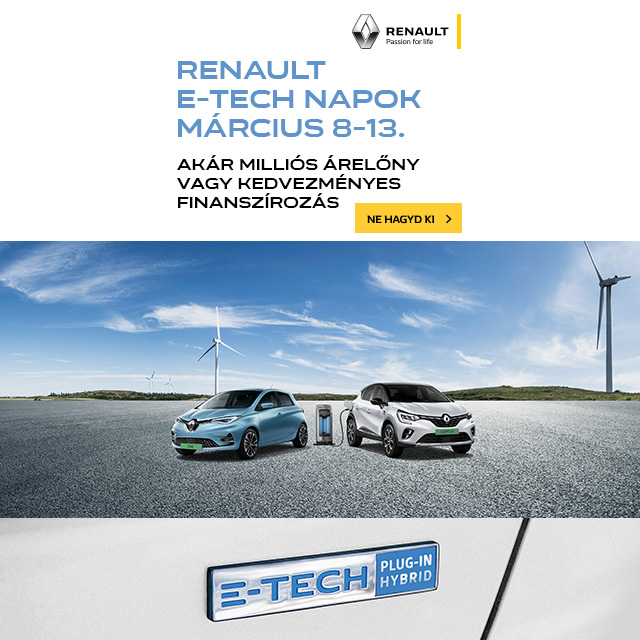 RENAULT
Passion for life
RENAULT
E-TECH NAPOK
MÁRCIUS 8-13.
AKÁR MILLIÓS ÁRELŐNY
VAGY KEDVEZMÉNYES
FINANSZÍROZÁS
NE HAGYD KI
E-TECH PLUG-IN
HYBRID